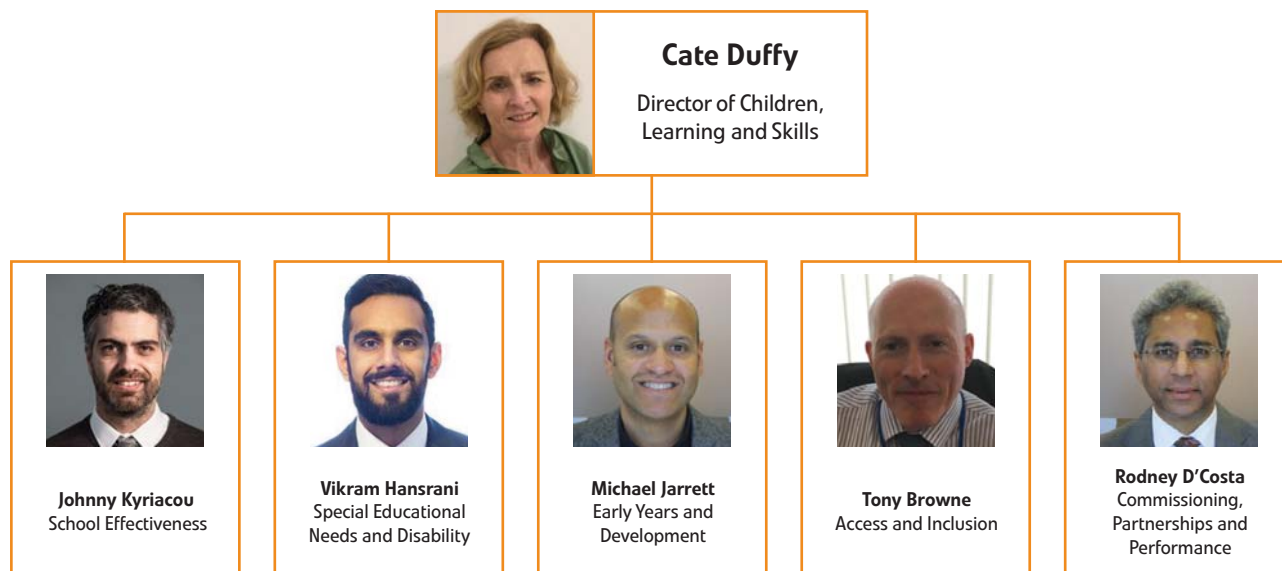 Cate Duffy
Director of Children,
Learning and Skills
Johnny Kyriacou
School Effectiveness
Vikram Hansrani
Special Educational
Needs and Disability
Michael Jarrett
Early Years and
Development
Tony Browne
Access and Inclusion
Rodney D’Costa
Commissioning,
Partnerships and
Performance